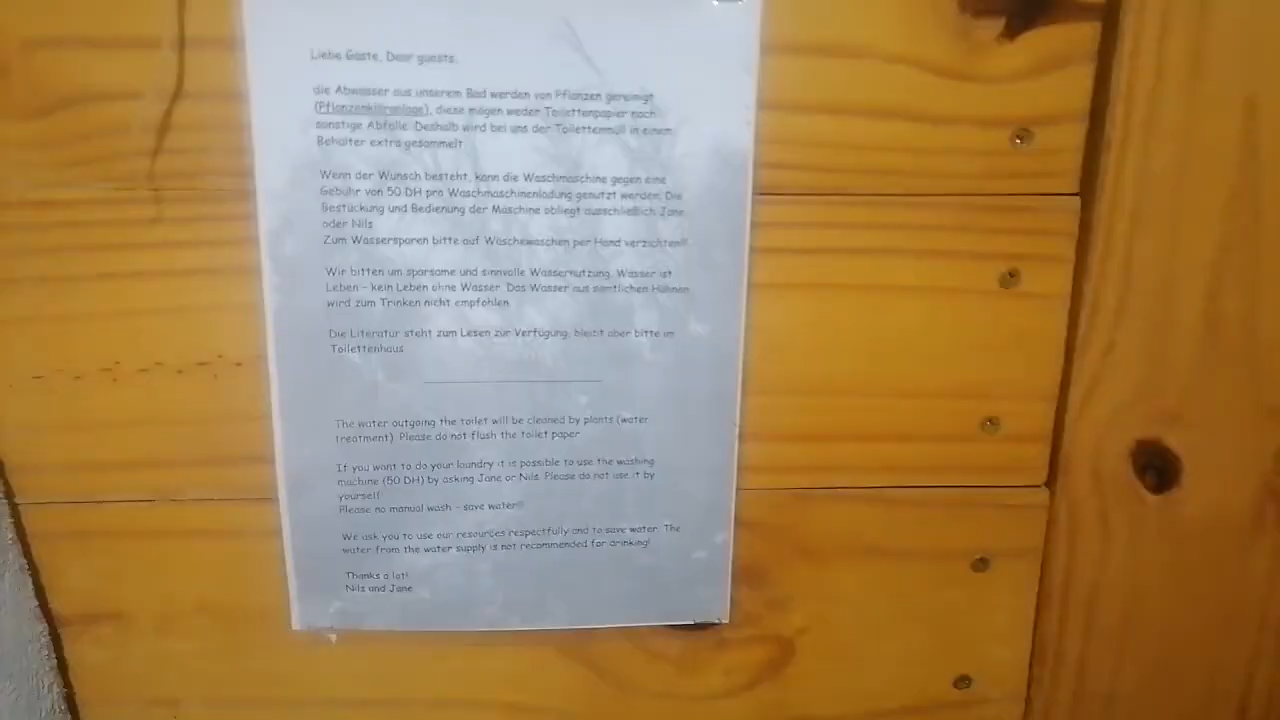 Liebe Gäste, Dear guests,
die Abwasser aus unserem Bad werden von Pflanzen gereinigt
(Pflanzenkläranlage), diese mögen weder Toilettenpapier noch
sonstige Abfälle. Deshalb wird bei uns der Toilettenmüll in einem
Behälter extra gesammelt.
Wenn der Wunsch besteht, kann die Waschmaschine gegen eine
Gebühr von 50 DH pro Waschmaschinenladung genutzt werden. Die
Bestückung und Bedienung der Maschine obliegt ausschließlich Jane
oder Nils.
Zum Wassersparen bitte auf Wäschewaschen per Hand verzichten!!!
Wir bitten um sparsame und sinnvolle Wassernutzung. Wasser ist
Leben - kein Leben ohne Wasser. Das Wasser aus sämtlichen Hähnen
wird zum Trinken nicht empfohlen.
Die Literatur steht zum Lesen zur Verfügung, bleibt aber bitte im
Toilettenhaus.
The water outgoing the toilet will be cleaned by plants (water
treatment). Please do not flush the toilet paper.
If you want to do your laundry it is possible to use the washing
machine (50 DH) by asking Jane or Nils. Please do not use it by
yourself.
Please no manual wash - save water!!!
We ask you to use our resources respectfully and to save water. The
water from the water supply is not recommended for drinking!
Thanks a lot!
Nils und Jane